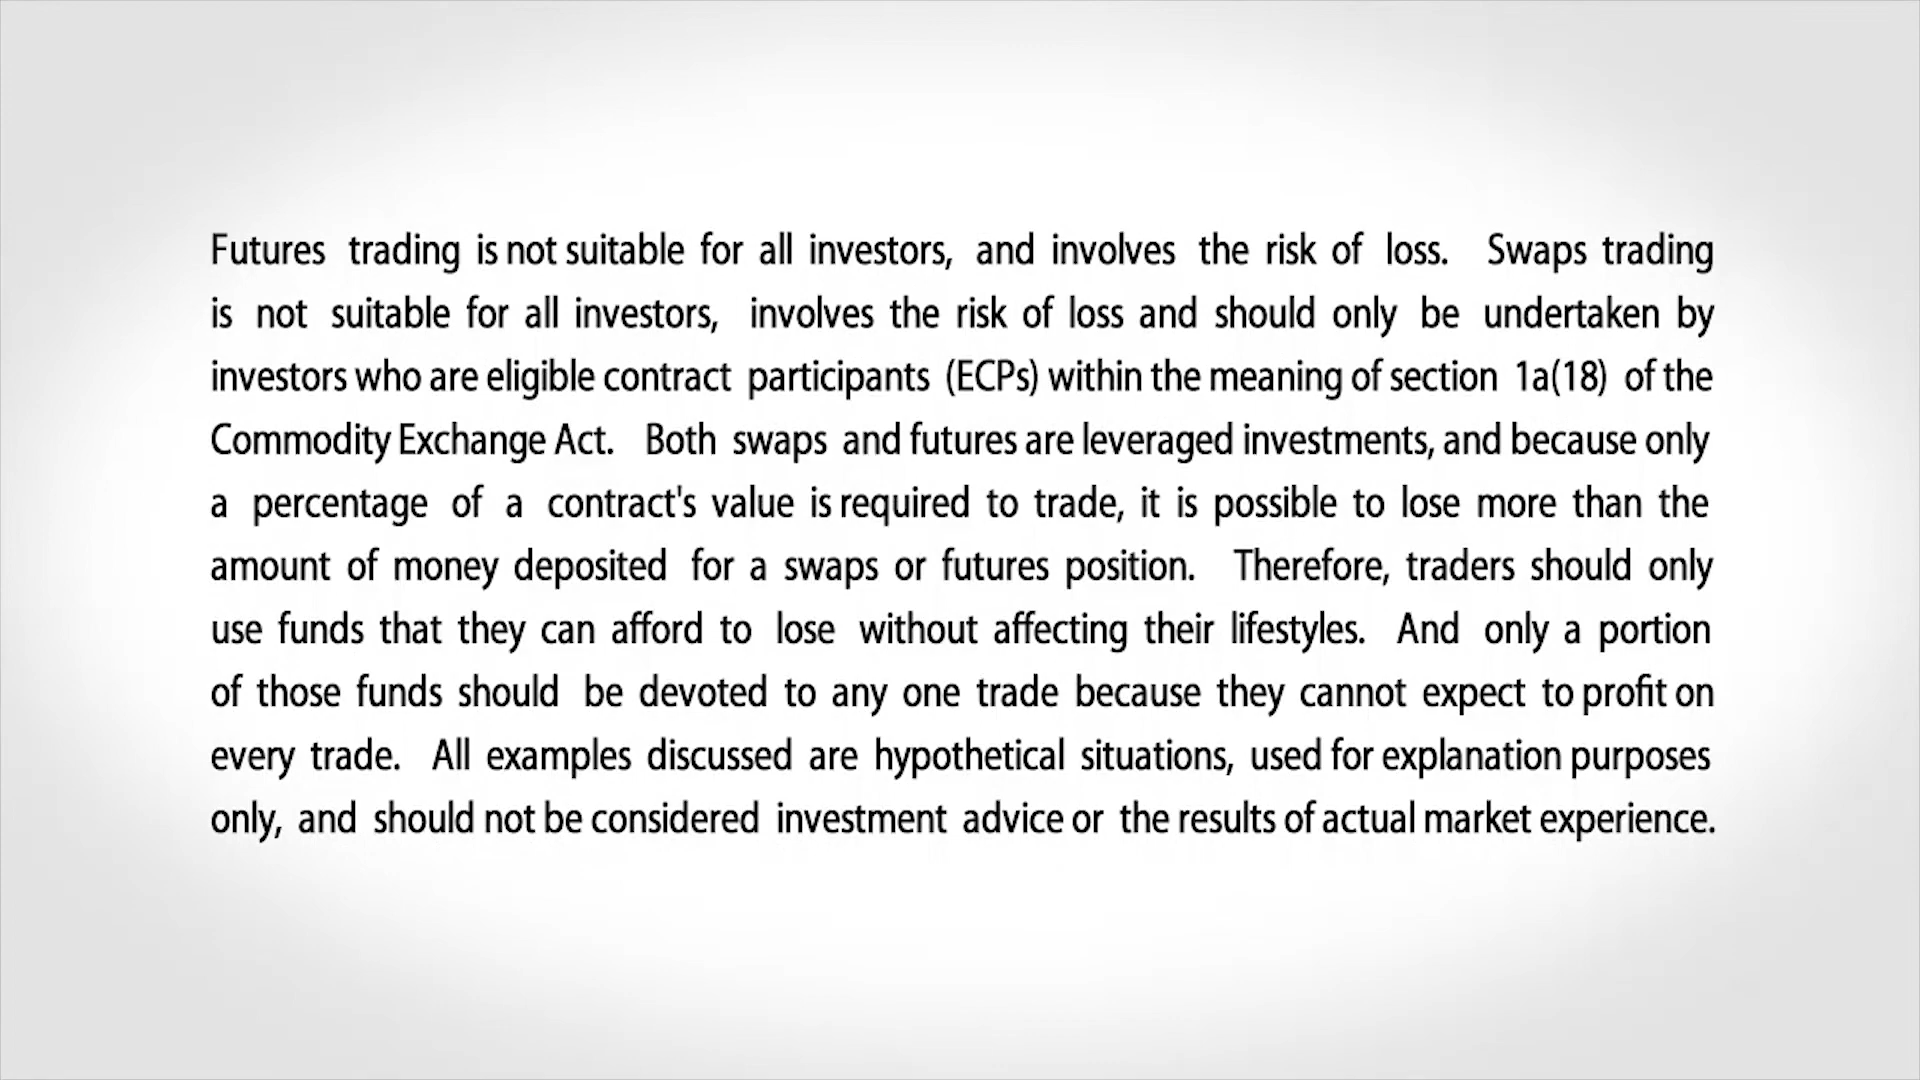 Futures trading is not suitable for all investors, and involves the risk of loss. Swaps trading
is not suitable for all investors, involves the risk of loss and should only be undertaken by
investors who are eligible contract participants (ECPs) within the meaning of section 1a(18) of the
Commodity Exchange Act. Both swaps and futures are leveraged investments, and because only
a percentage of a contract's value is required to trade, it is possible to lose more than the
amount of money deposited for a swaps or futures position. Therefore, traders should only
use funds that they can afford to lose without affecting their lifestyles. And only a portion
of those funds should be devoted to any one trade because they cannot expect to profit on
every trade. All examples discussed are hypothetical situations, used for explanation purposes
only, and should not be considered investment advice or the results of actual market experience.